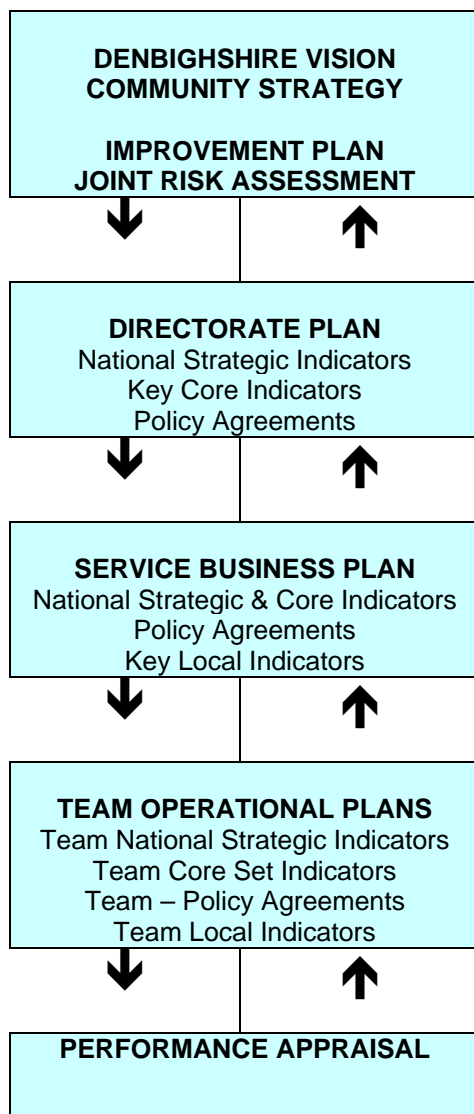 DENBIGHSHIRE VISION
COMMUNITY STRATEGY
IMPROVEMENT PLAN
JOINT RISK ASSESSMENT
DIRECTORATE PLAN
National Strategic Indicators
Key Core Indicators
Policy Agreements
SERVICE BUSINESS PLAN
National Strategic & Core Indicators
Policy Agreements
Key Local Indicators
TEAM OPERATIONAL PLANS
Team National Strategic Indicators
Team Core Set Indicators
Team – Policy Agreements
Team Local Indicators
PERFORMANCE APPRAISAL